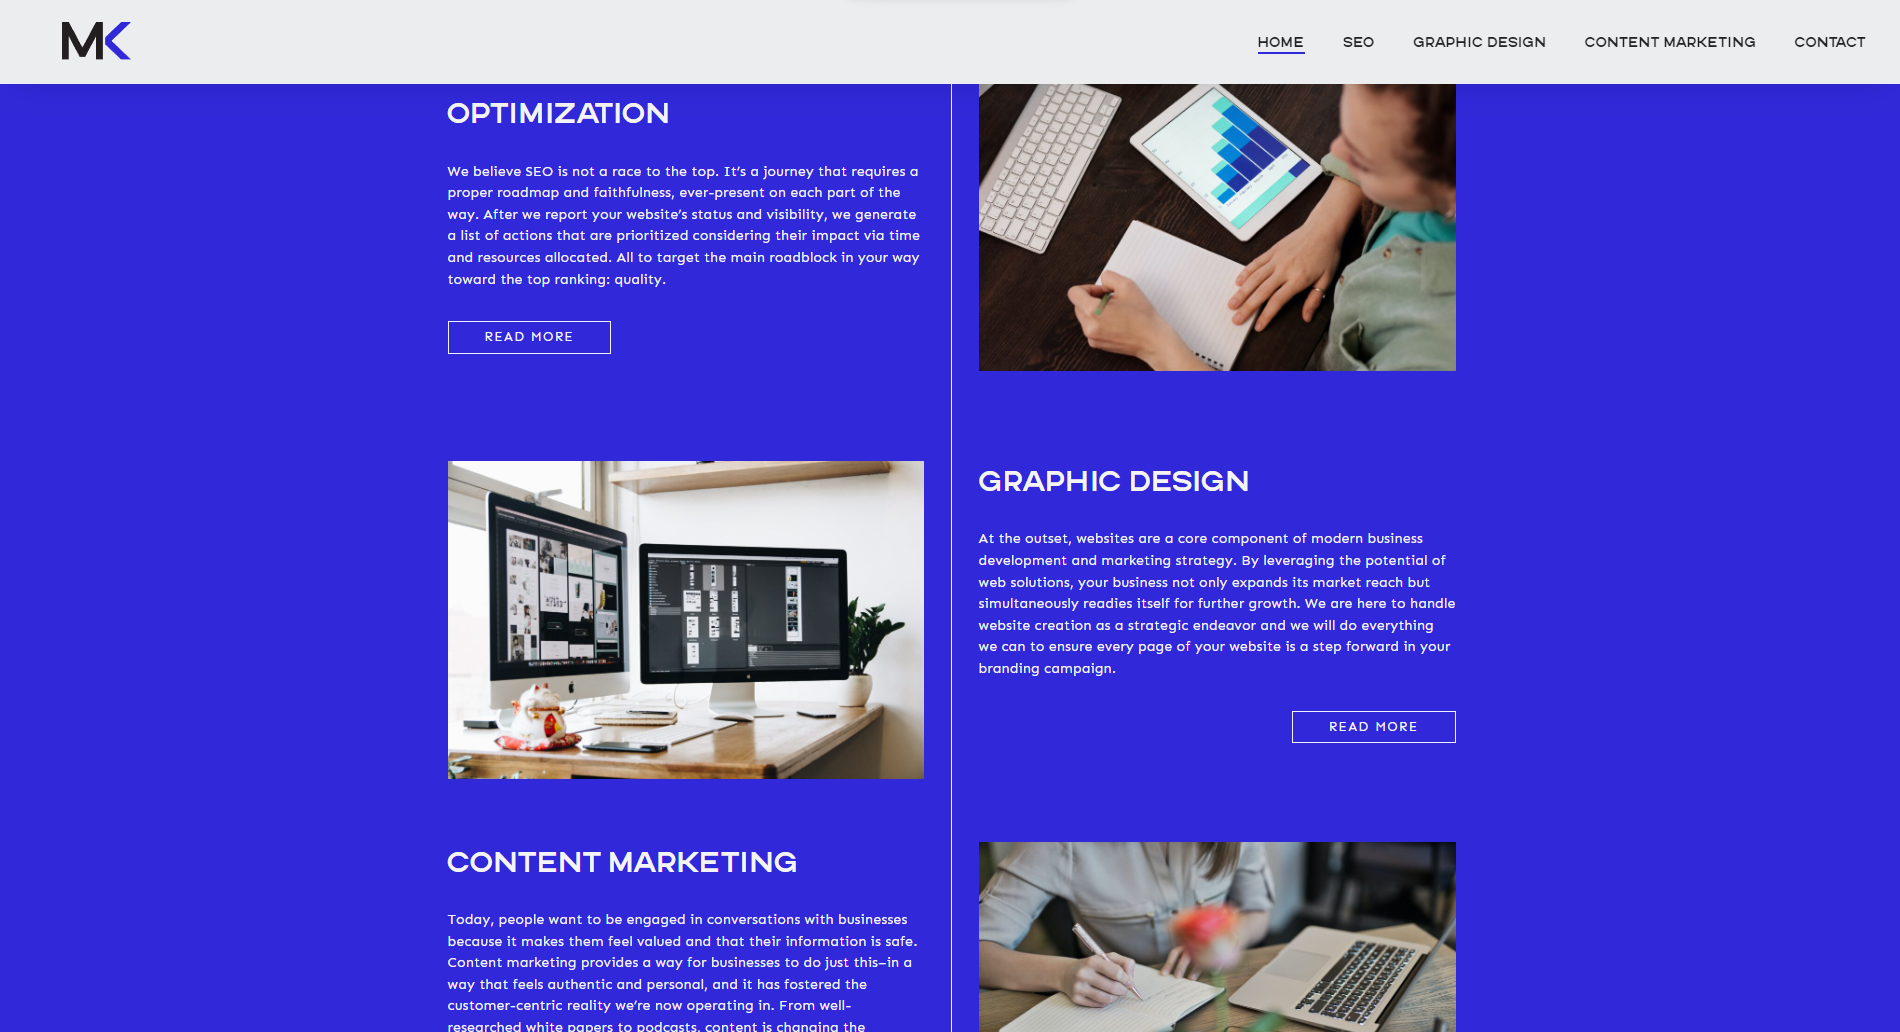 MK
HOME SEO GRAPHIC DESIGN CONTENT MARKETING CONTACT
OPTIMIZATION
We believe SEO is not a race to the top. It’s a journey that requires a
proper roadmap and faithfulness, ever-present on each part of the
way. After we report your website’s status and visibility, we generate
a list of actions that are prioritized considering their impact via time
and resources allocated. All to target the main roadblock in your way
toward the top ranking: quality.
READ MORE
GRAPHIC DESIGN
At the outset, websites are a core component of modern business
development and marketing strategy. By leveraging the potential of
web solutions, your business not only expands its market reach but
simultaneously readies itself for further growth. We are here to handle
website creation as a strategic endeavor and we will do everything
we can to ensure every page of your website is a step forward in your
branding campaign.
READ MORE
CONTENT MARKETING
Today, people want to be engaged in conversations with businesses
because it makes them feel valued and that their information is safe.
Content marketing provides a way for businesses to do just this–in a
way that feels authentic and personal, and it has fostered the
customer-centric reality we’re now operating in. From well-
researched white papers to podcasts, content is changing the